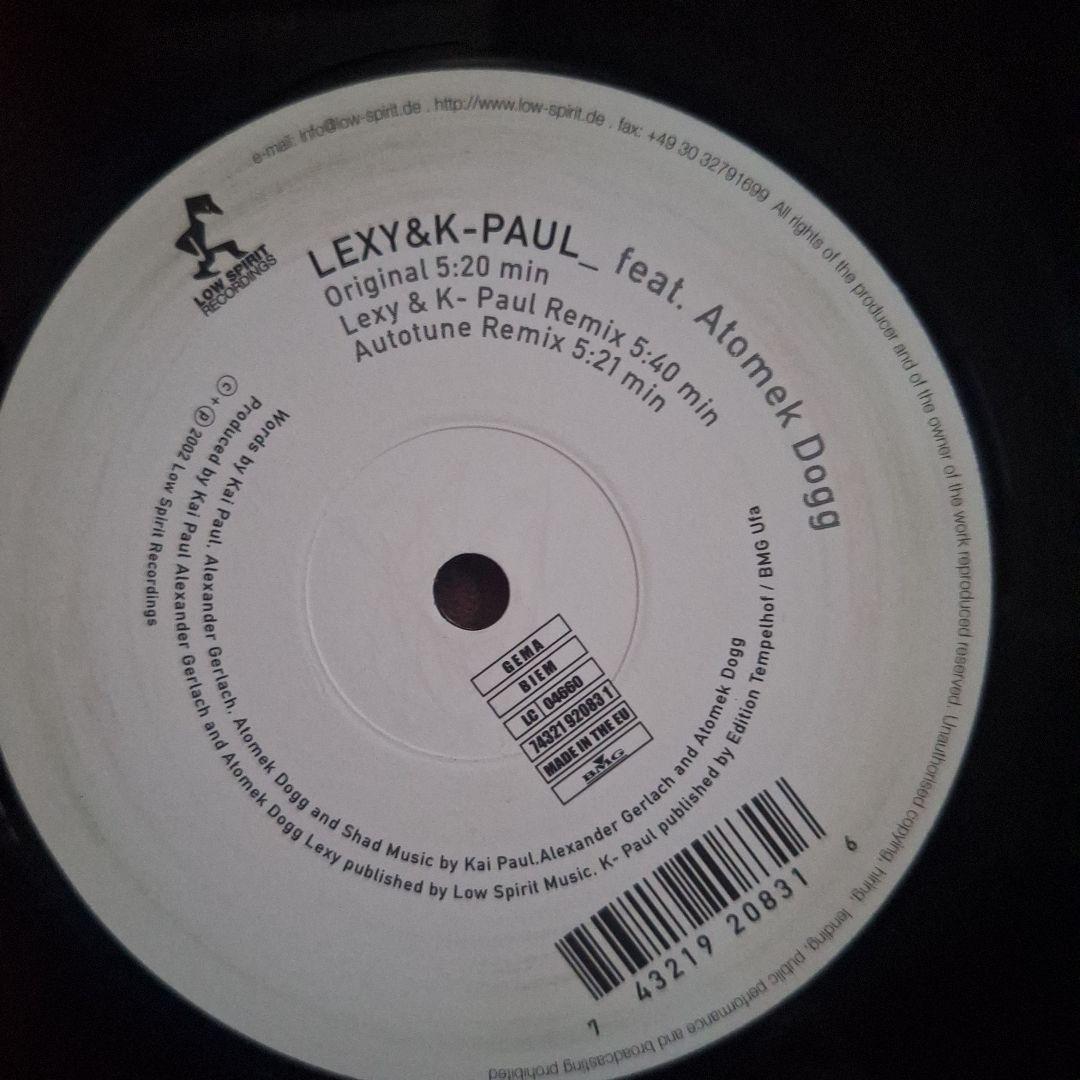 e-mail: info@low-spirit.de . http://www.low-spirit.de . fax: +49 30 32791699 All rights of the producer and of the owner of the work reproduced reserved. Unauthorised copying, hiring, lending, public performance and broadcasting prohibited
LOW SPIRIT
RECORDINGS
LEXY&K-PAUL_ feat. Atomek Dogg
Original 5:20 min
Lexy & K- Paul Remix 5:40 min
Autotune Remix 5:21 min
Words by Kai Paul. Alexander Gerlach. Atomek Dogg and Shad Music by Kai Paul.Alexander Gerlach and Atomek Dogg
Produced by Kai Paul Alexander Gerlach and Atomek Dogg Lexy published by Low Spirit Music. K- Paul published by Edition Tempelhof / BMG Ufa
©+℗ 2002 Low Spirit Recordings
GEMA
BIEM
LC 04660
74321 92083 1
MADE IN THE EU
BMG
7 43219 20831 6